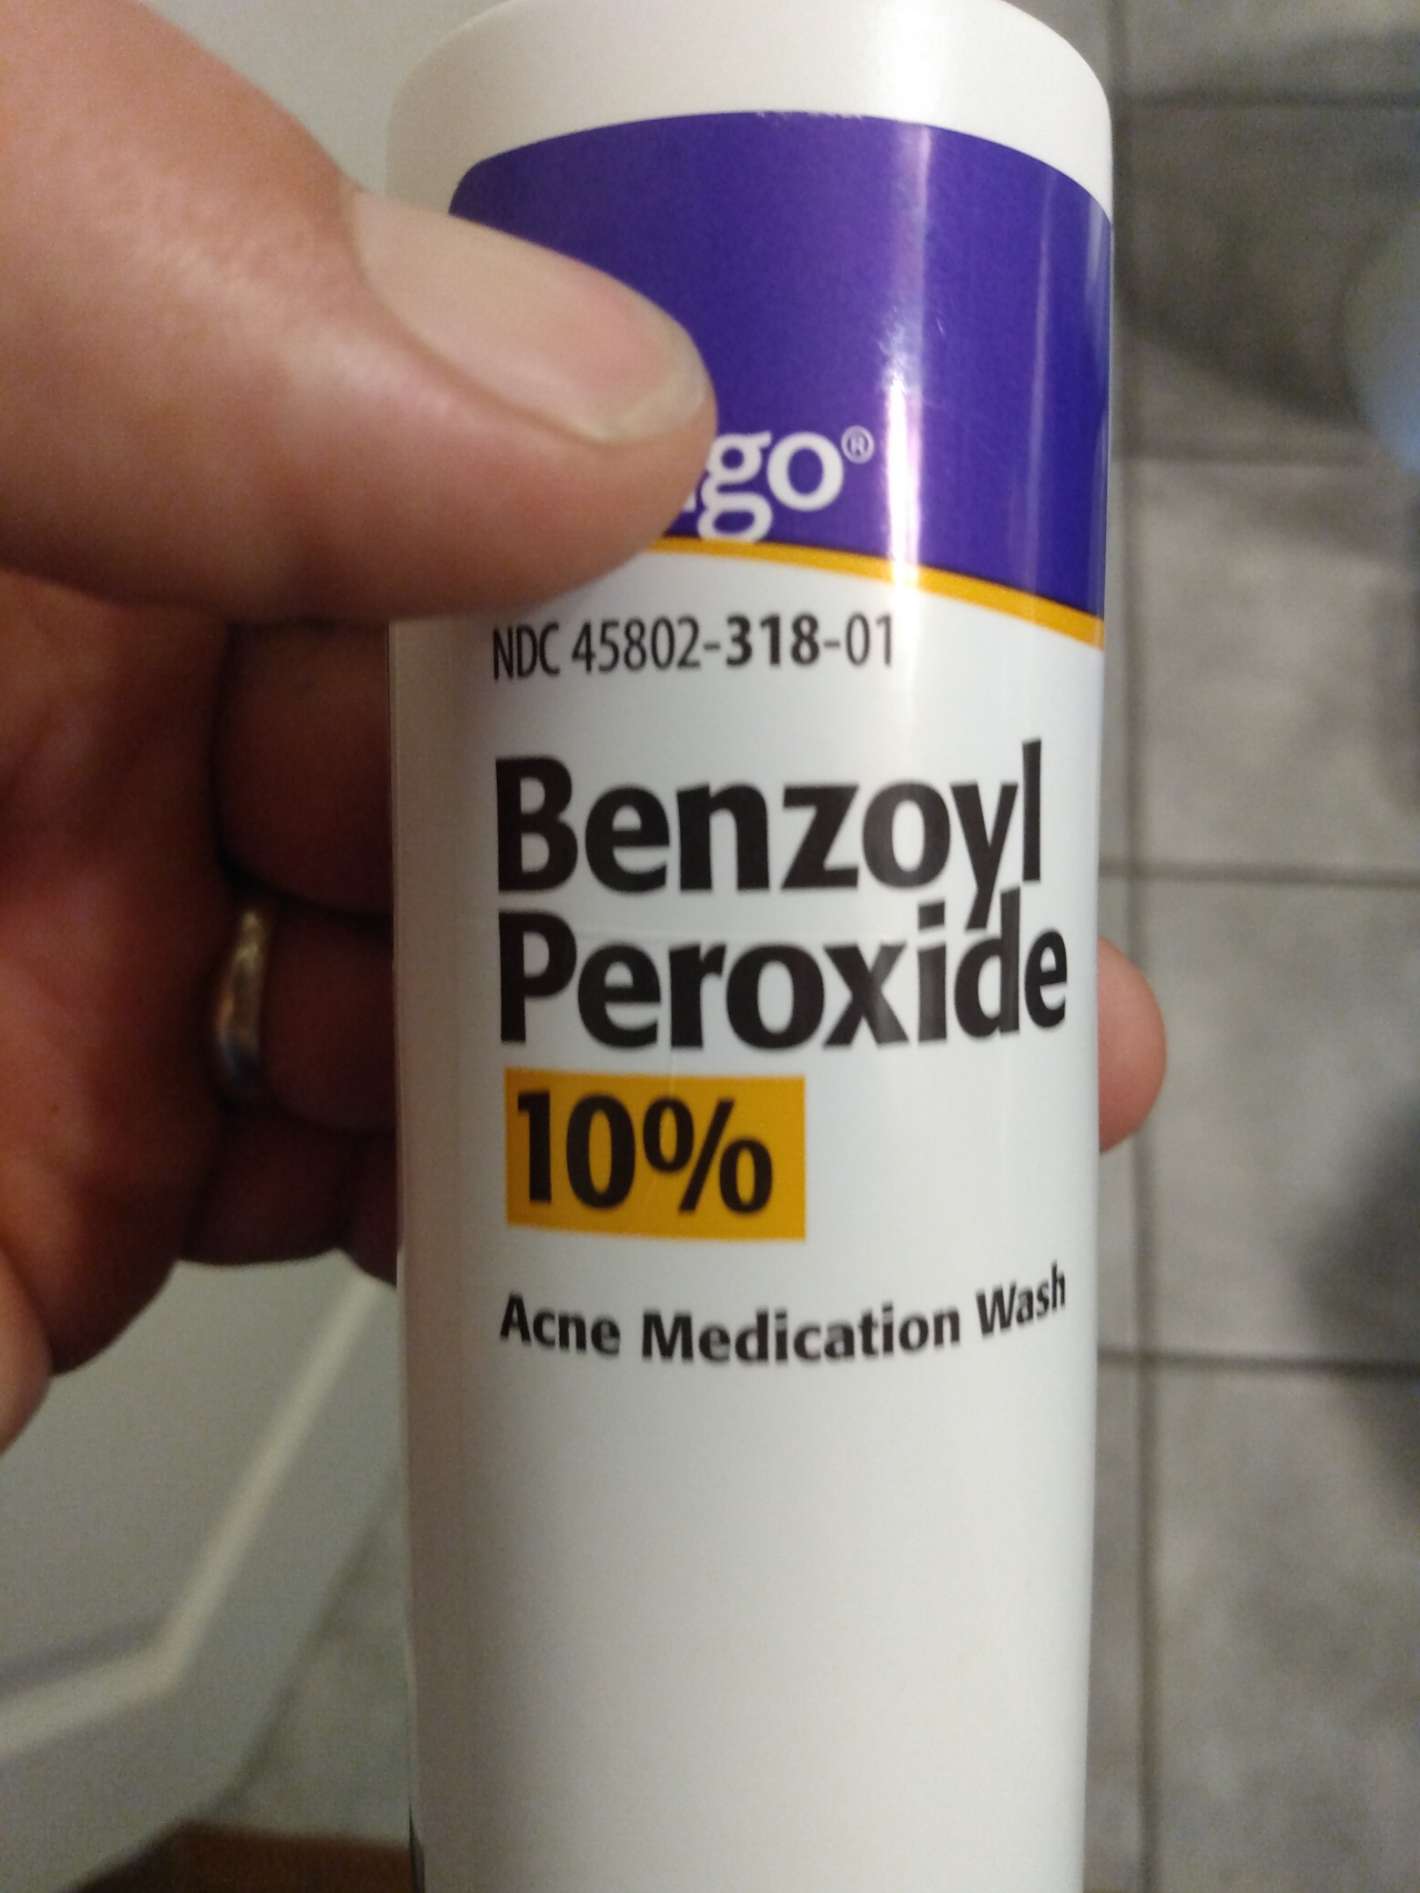 go®
NDC 45802-318-01
Benzoyl
Peroxide
10%
Acne Medication Wash